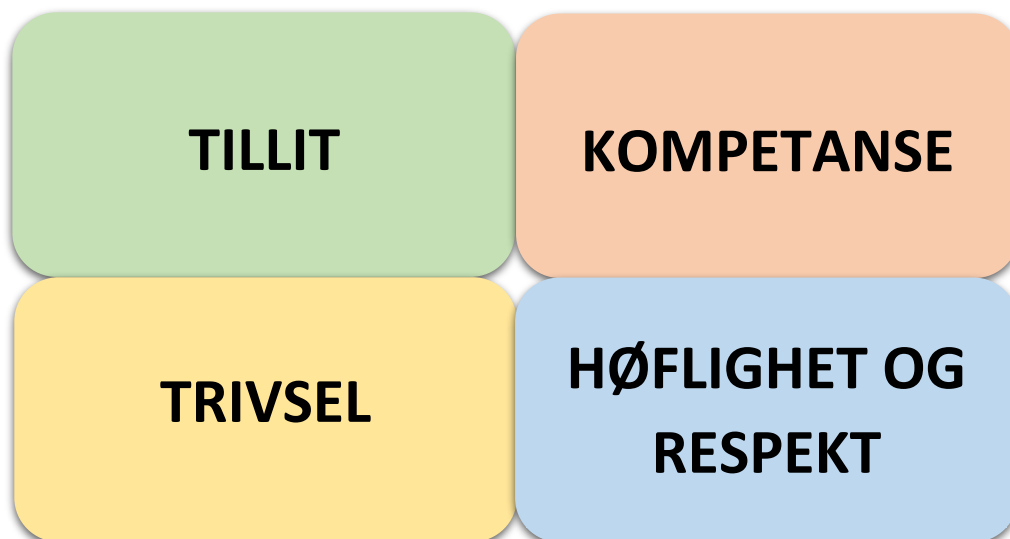 TILLIT
KOMPETANSE
TRIVSEL
HØFLIGHET OG
RESPEKT